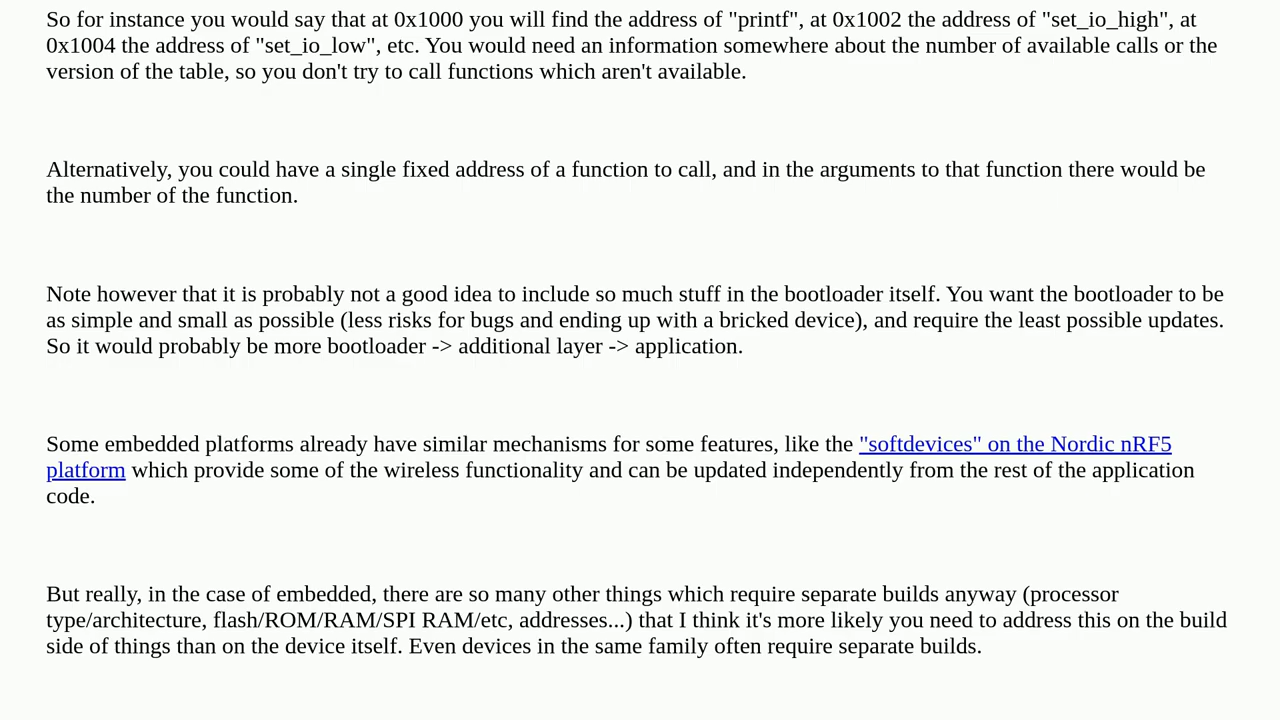 So for instance you would say that at 0x1000 you will find the address of "printf", at 0x1002 the address of "set_io_high", at
0x1004 the address of "set_io_low", etc. You would need an information somewhere about the number of available calls or the
version of the table, so you don't try to call functions which aren't available.
Alternatively, you could have a single fixed address of a function to call, and in the arguments to that function there would be
the number of the function.
Note however that it is probably not a good idea to include so much stuff in the bootloader itself. You want the bootloader to be
as simple and small as possible (less risks for bugs and ending up with a bricked device), and require the least possible updates.
So it would probably be more bootloader -> additional layer -> application.
Some embedded platforms already have similar mechanisms for some features, like the "softdevices" on the Nordic nRF5
platform which provide some of the wireless functionality and can be updated independently from the rest of the application
code.
But really, in the case of embedded, there are so many other things which require separate builds anyway (processor
type/architecture, flash/ROM/RAM/SPI RAM/etc, addresses...) that I think it's more likely you need to address this on the build
side of things than on the device itself. Even devices in the same family often require separate builds.